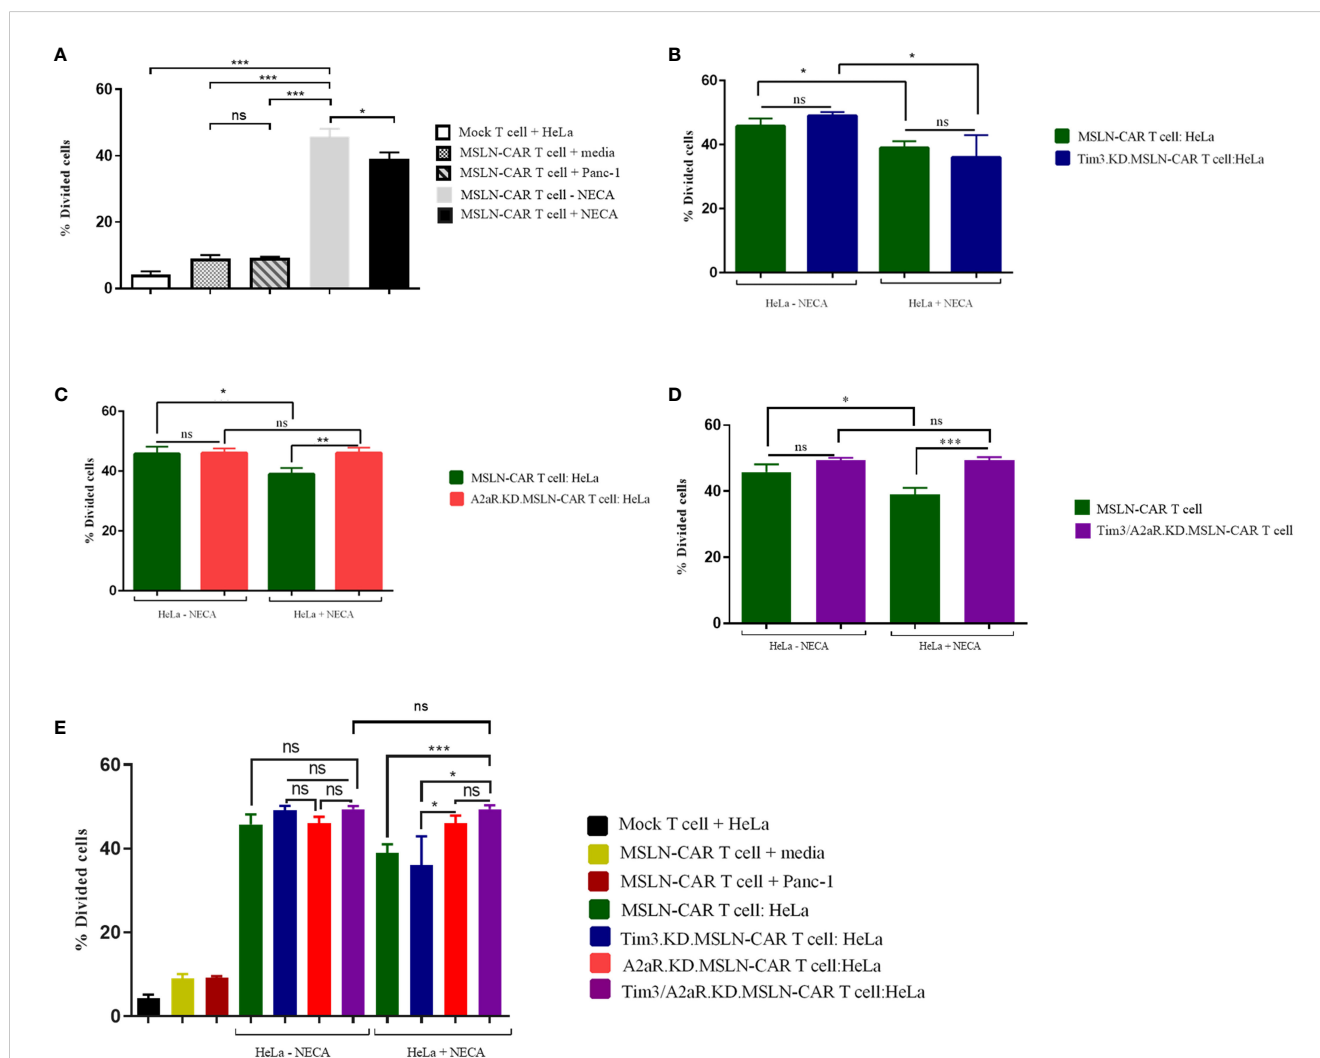 A
***
***
***
ns
*
60
40
20
0
% Divided cells
Mock T cell + HeLa
MSLN-CAR T cell + media
MSLN-CAR T cell + Panc-1
MSLN-CAR T cell - NECA
MSLN-CAR T cell + NECA
B
*
*
ns
ns
60
40
20
0
% Divided cells
HeLa - NECA
HeLa + NECA
MSLN-CAR T cell: HeLa
Tim3.KD.MSLN-CAR T cell:HeLa
C
*
ns
ns
**
60
40
20
0
% Divided cells
HeLa - NECA
HeLa + NECA
MSLN-CAR T cell: HeLa
A2aR.KD.MSLN-CAR T cell: HeLa
D
*
ns
ns
***
60
40
20
0
% Divided cells
HeLa - NECA
HeLa + NECA
MSLN-CAR T cell
Tim3/A2aR.KD.MSLN-CAR T cell
E
ns
ns
***
ns
*
ns
ns
*
ns
60
40
20
0
% Divided cells
HeLa - NECA
HeLa + NECA
Mock T cell + HeLa
MSLN-CAR T cell + media
MSLN-CAR T cell + Panc-1
MSLN-CAR T cell: HeLa
Tim3.KD.MSLN-CAR T cell: HeLa
A2aR.KD.MSLN-CAR T cell:HeLa
Tim3/A2aR.KD.MSLN-CAR T cell:HeLa